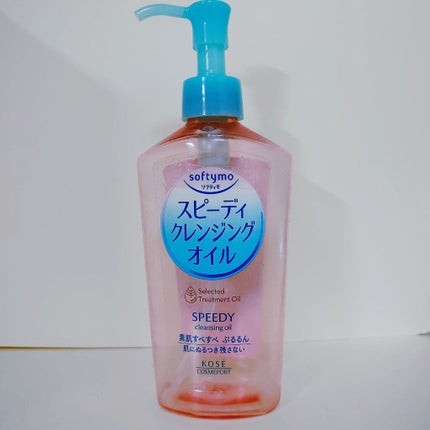 softymo
ソフティモ
スピーディ
クレンジング
オイル
Selected
Treatment Oil
SPEEDY
cleansing oil
素肌すべすべ ぷるるん
肌にぬるつき残さない
KOSÉ
COSMEPORT